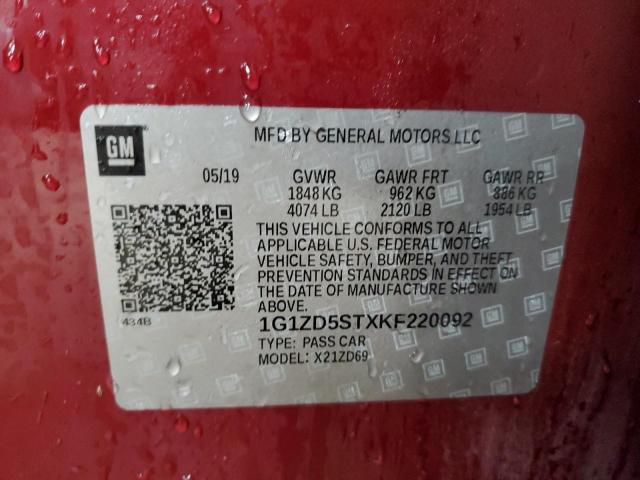 GM
MFD BY GENERAL MOTORS LLC
05/19 GVWR GAWR FRT GAWR RR
1848 KG 962 KG 886 KG
4074 LB 2120 LB 1954 LB
THIS VEHICLE CONFORMS TO ALL
APPLICABLE U.S. FEDERAL MOTOR
VEHICLE SAFETY, BUMPER, AND THEFT
PREVENTION STANDARDS IN EFFECT ON
THE DATE OF MANUFACTURE SHOWN
ABOVE.
434B
1G1ZD5STXKF220092
TYPE: PASS CAR
MODEL: X21ZD69